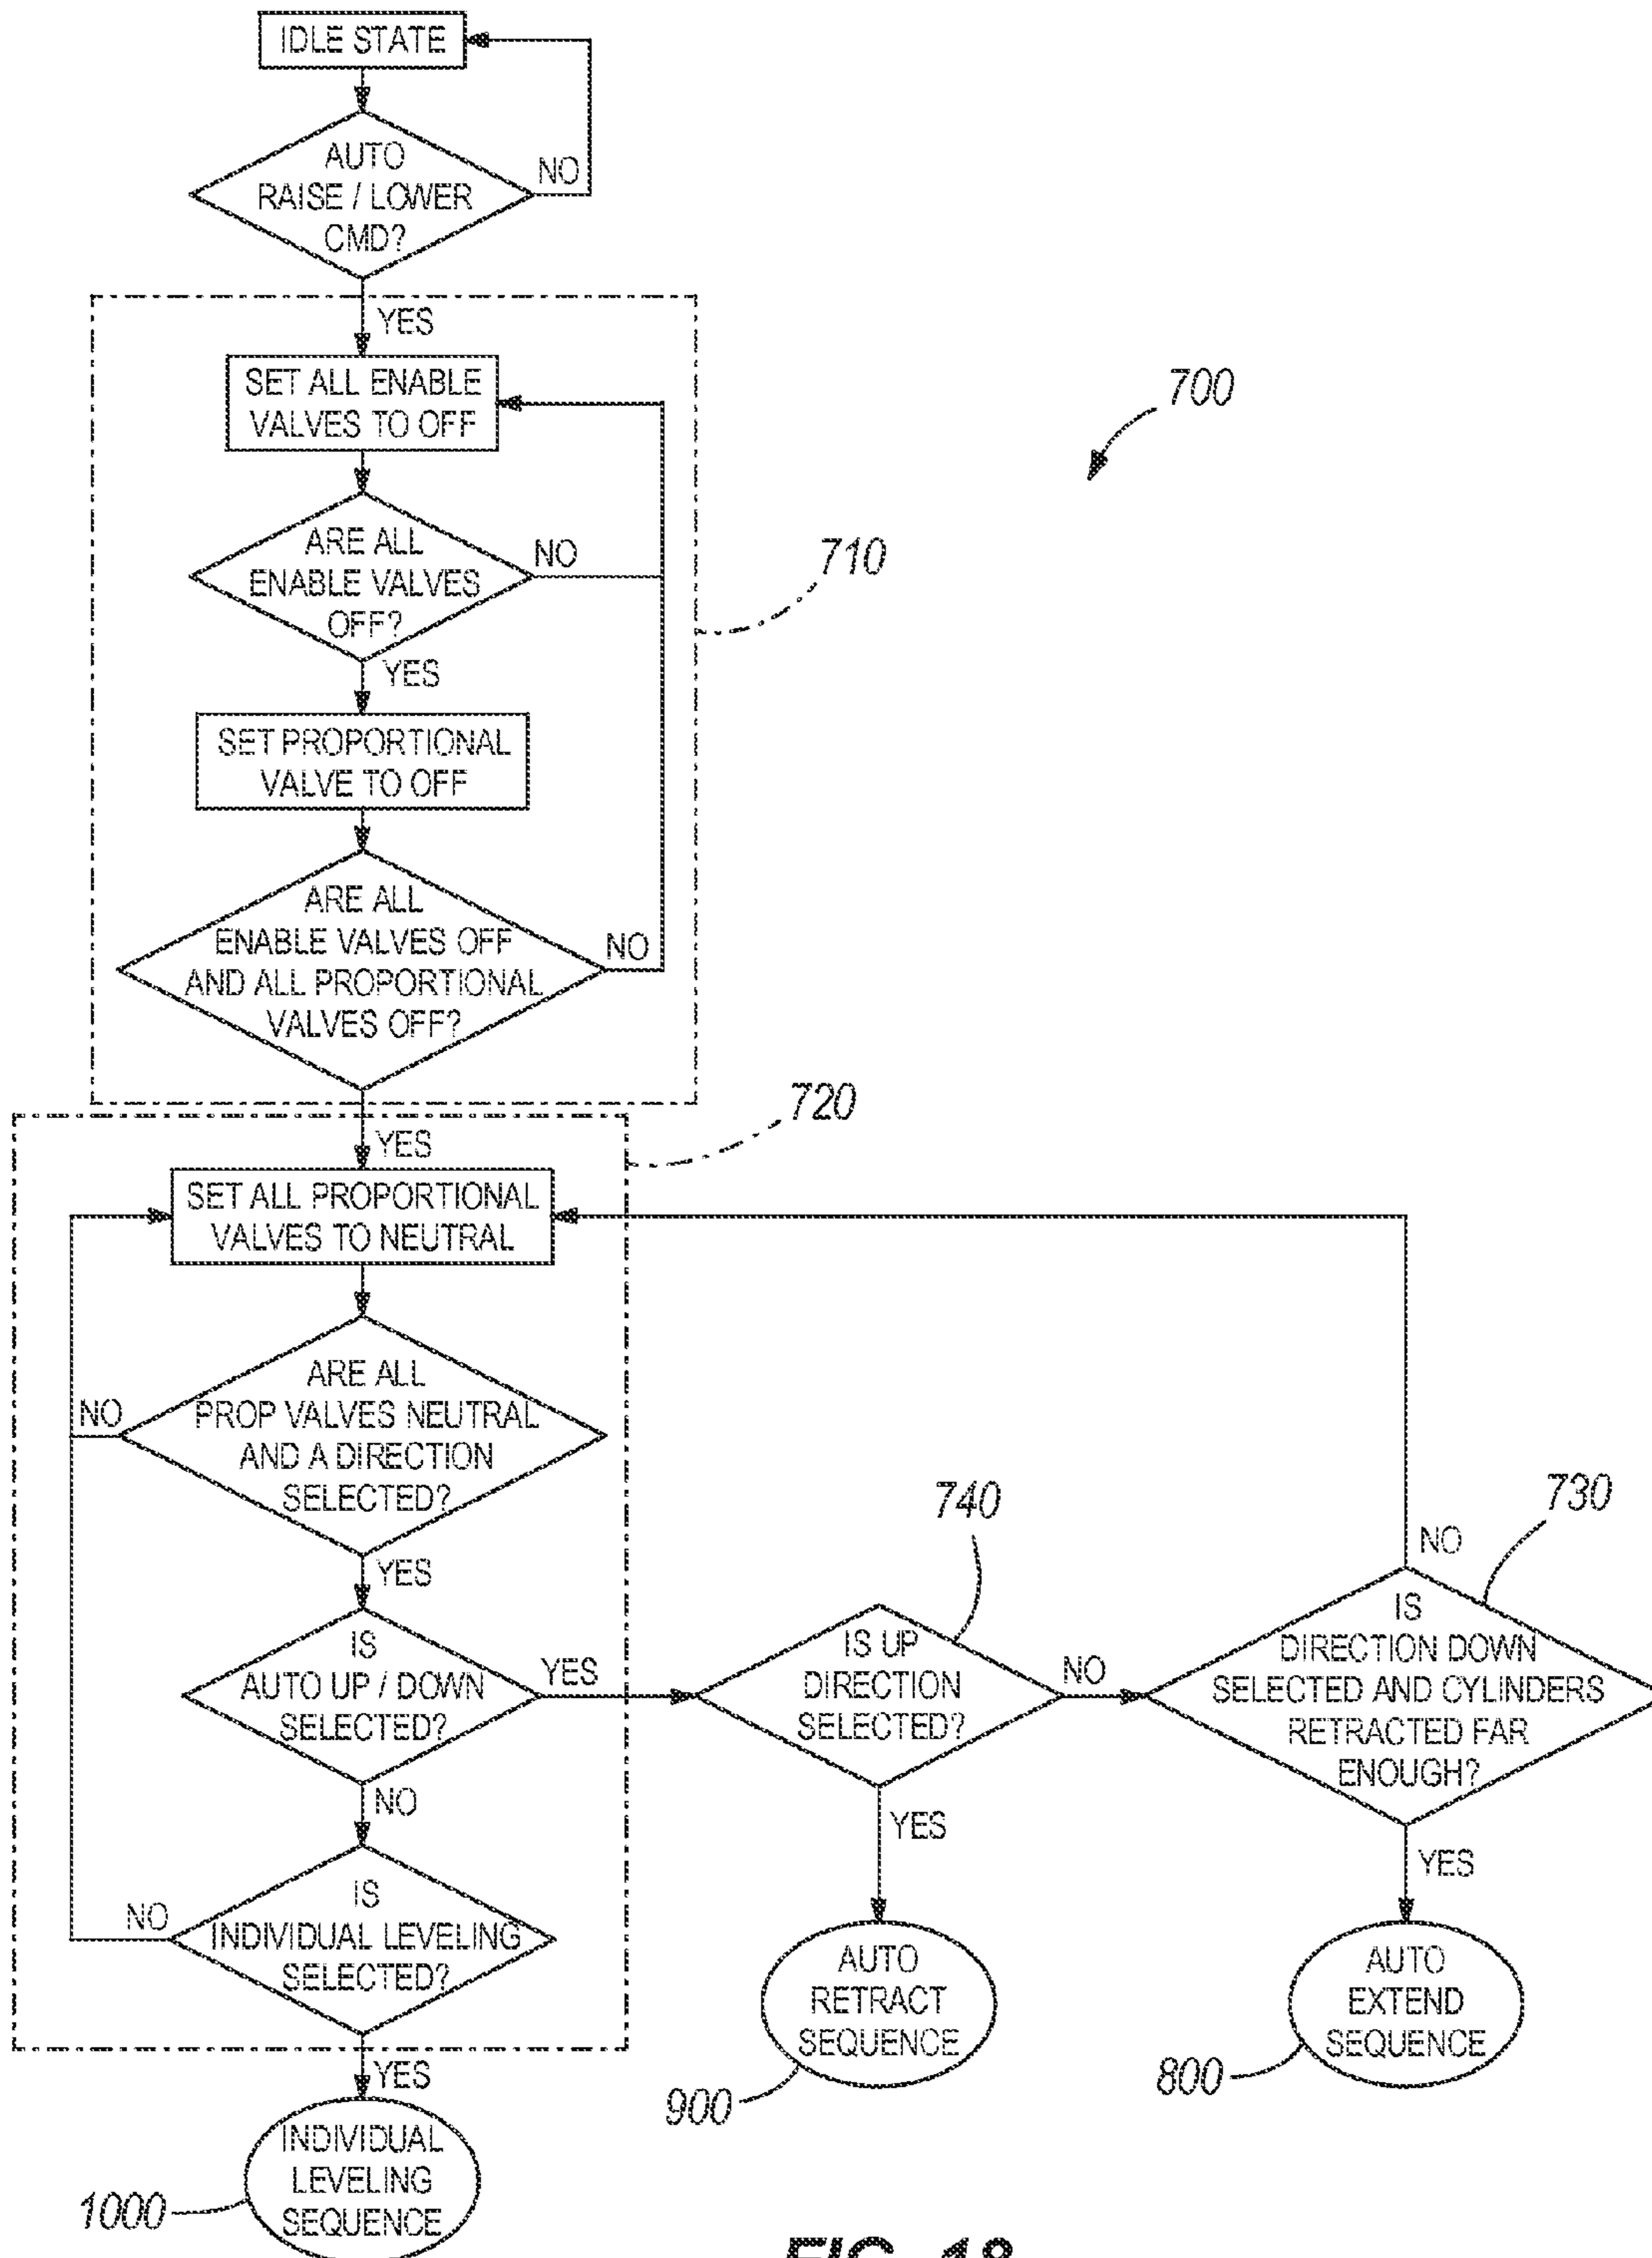 IDLE STATE
AUTO
RAISE / LOWER
CMD?
NO
YES
SET ALL ENABLE
VALVES TO OFF
700
ARE ALL
ENABLE VALVES
OFF?
NO
710
YES
SET PROPORTIONAL
VALVE TO OFF
ARE ALL
ENABLE VALVES OFF
AND ALL PROPORTIONAL
VALVES OFF?
NO
720
YES
SET ALL PROPORTIONAL
VALVES TO NEUTRAL
ARE ALL
PROP VALVES NEUTRAL
AND A DIRECTION
SELECTED?
NO
YES
IS
AUTO UP / DOWN
SELECTED?
YES
740
IS UP
DIRECTION
SELECTED?
NO
730
NO
IS
DIRECTION DOWN
SELECTED AND CYLINDERS
RETRACTED FAR
ENOUGH?
NO
IS
INDIVIDUAL LEVELING
SELECTED?
NO
YES
AUTO
RETRACT
SEQUENCE
900
YES
AUTO
EXTEND
SEQUENCE
800
YES
INDIVIDUAL
LEVELING
SEQUENCE
1000
FIG. 18